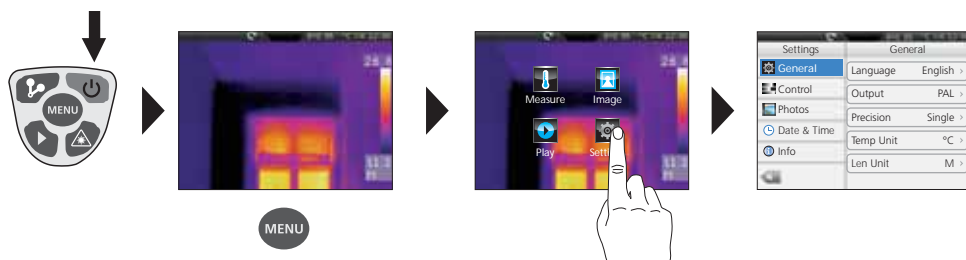 MENU
MENU
Measure Image
Play
Settings General
General
Control
Photos
Date & Time
Info
Language English >
Output PAL >
Precision Single >
Temp Unit °C >
Len Unit M >